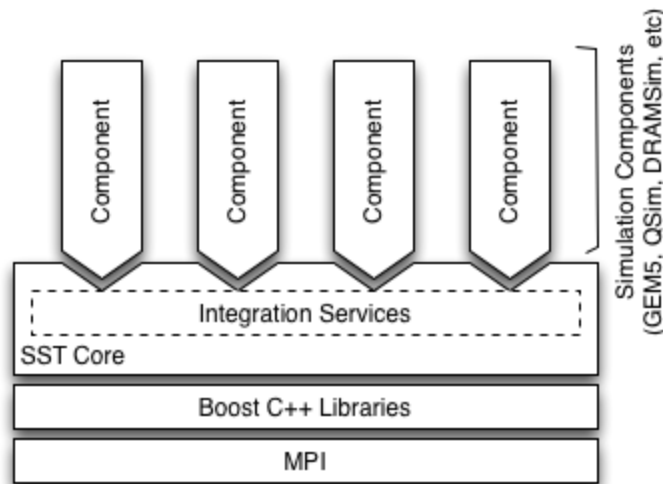 Component
Component
Component
Component
Simulation Components
(GEM5, QSim, DRAMSim, etc)
Integration Services
SST Core
Boost C++ Libraries
MPI